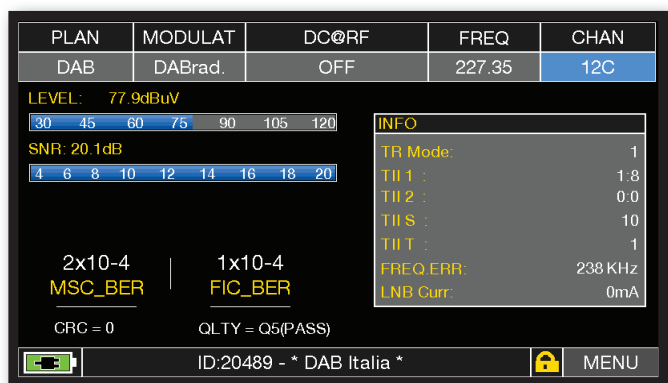 PLAN MODULAT DC@RF FREQ CHAN
DAB DABrad. OFF 227.35 12C
LEVEL: 77.9dBuV
30 45 60 75 90 105 120
SNR: 20.1dB
4 6 8 10 12 14 16 18 20
INFO
TR Mode: 1
TII 1 : 1:8
TII 2 : 0:0
TII S : 10
TII T : 1
FREQ.ERR: 238 KHz
LNB Curr: 0mA
2x10-4 1x10-4
MSC_BER FIC_BER
CRC = 0 QLTY = Q5(PASS)
ID:20489 - * DAB Italia * MENU